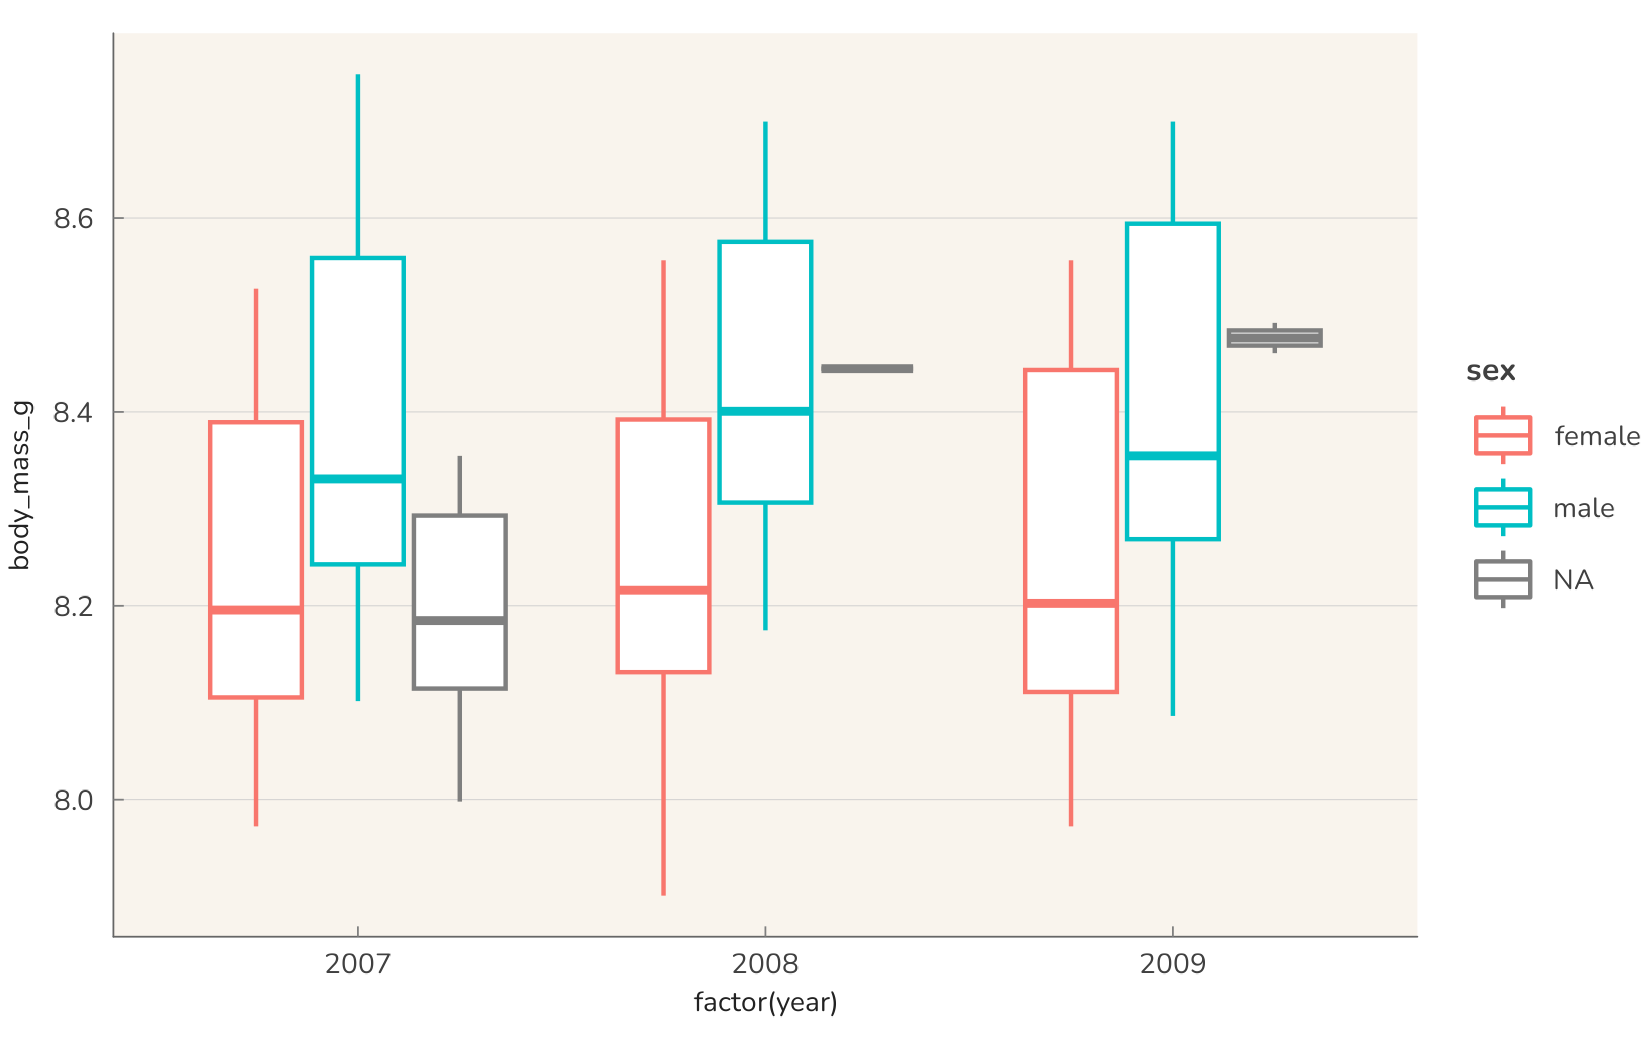 body_mass_g
8.6
8.4
8.2
8.0
2007 2008 2009
factor(year)
sex
female
male
NA